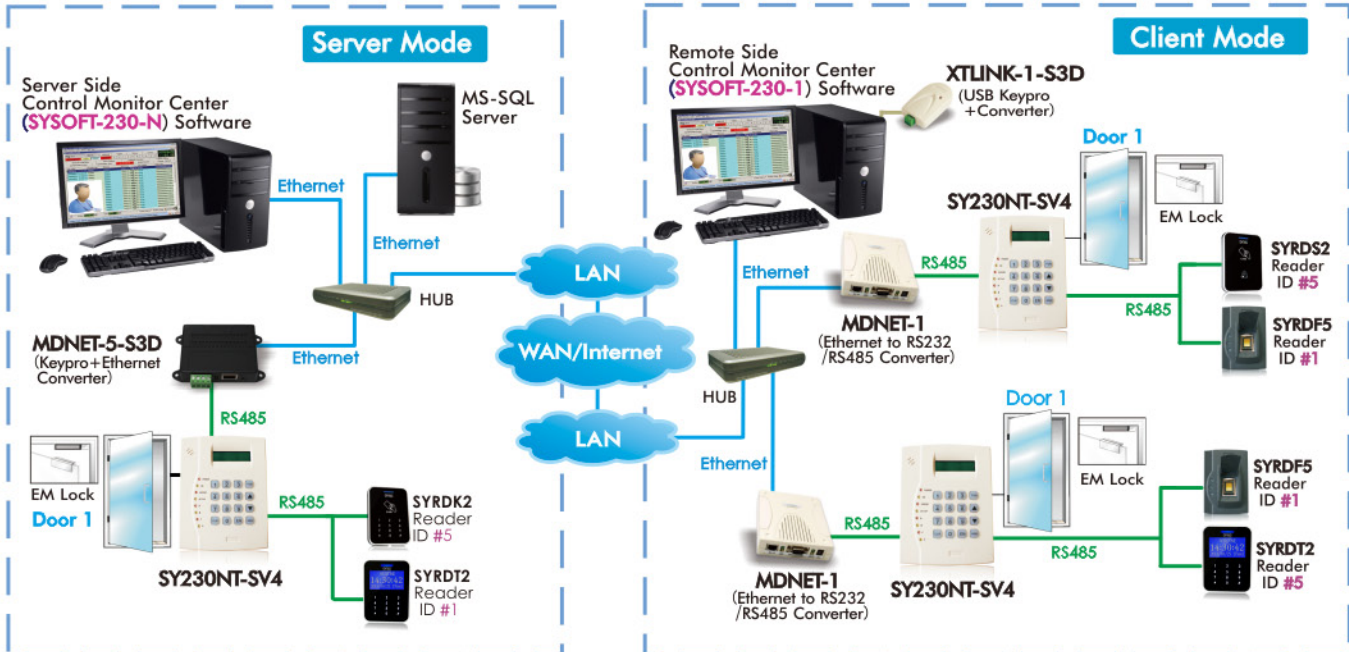 Server Mode
Server Side
Control Monitor Center
(SYSOFT-230-N) Software
MS-SQL
Server
Ethernet
Ethernet
HUB
Ethernet
MDNET-5-S3D
(Keypro+Ethernet
Converter)
RS485
EM Lock
Door 1
RS485
SY230NT-SV4
SYRDK2
Reader
ID #5
SYRDT2
Reader
ID #1
LAN
WAN/Internet
LAN
Client Mode
Remote Side
Control Monitor Center
(SYSOFT-230-1) Software
XTLINK-1-S3D
(USB Keypro
+Converter)
Door 1
EM Lock
SY230NT-SV4
Ethernet
RS485
MDNET-1
(Ethernet to RS232
/RS485 Converter)
RS485
SYRDS2
Reader
ID #5
SYRDF5
Reader
ID #1
HUB
Ethernet
Ethernet
Door 1
EM Lock
RS485
MDNET-1
(Ethernet to RS232
/RS485 Converter)
SY230NT-SV4
RS485
SYRDF5
Reader
ID #1
14:30:42
SYRDT2
Reader
ID #5